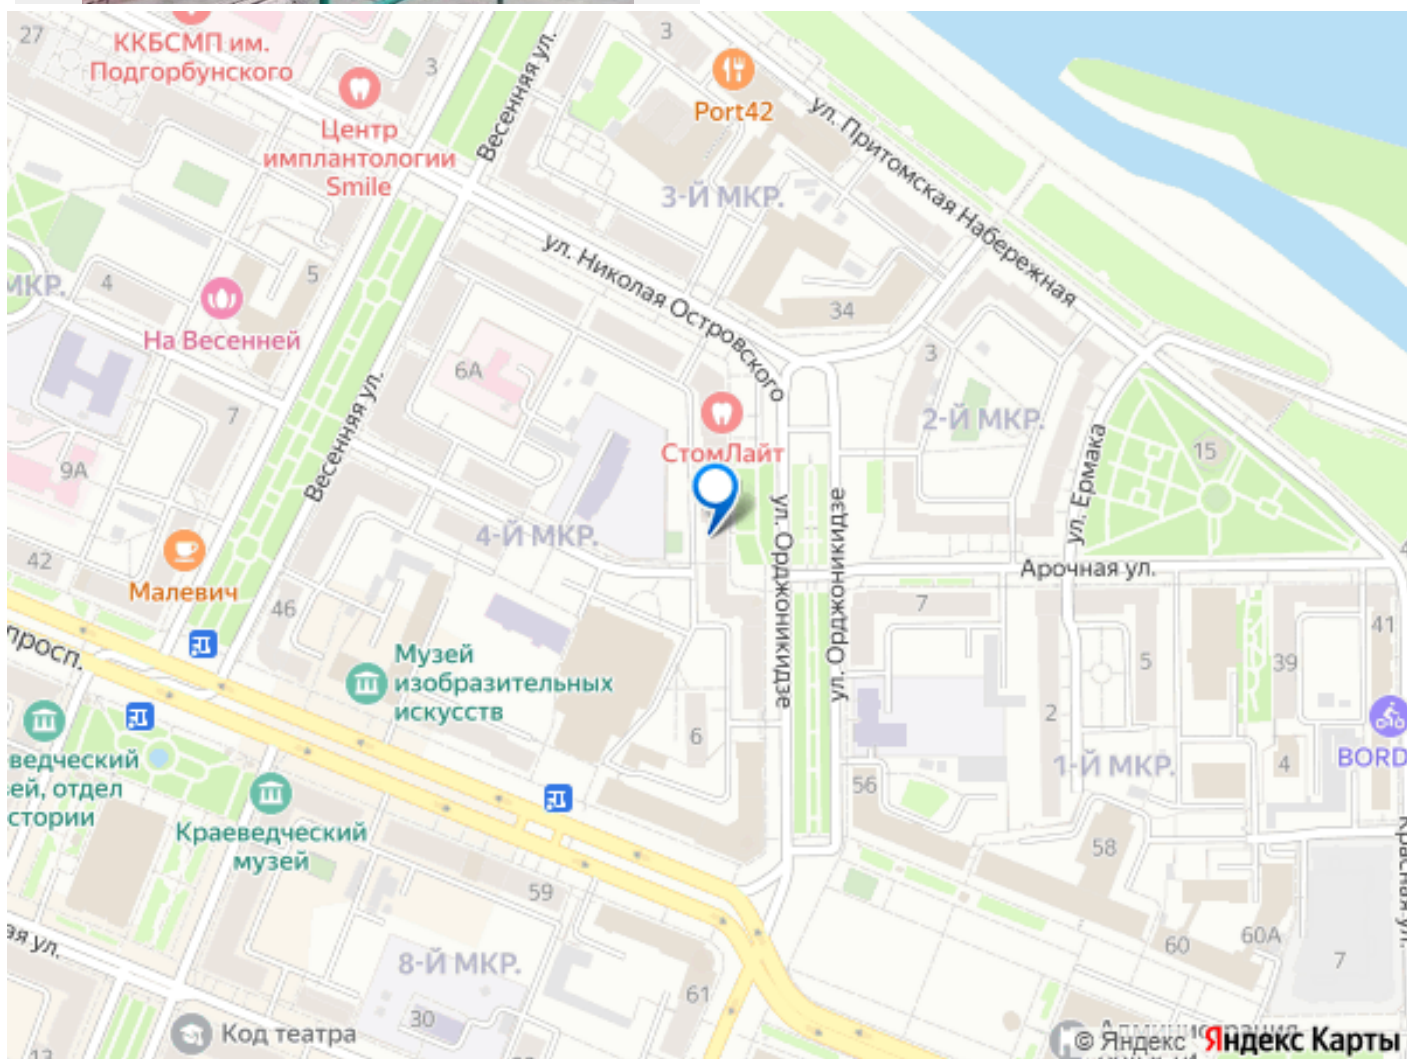 27
ККБСМП им.
Подгорбунского
3
Весенняя ул.
3
Port42
ул. Притомская Набережная
Центр
имплантологии
Smile
3-Й МКР.
ул. Николая Островского
МКР.
4
5
На Весенней
34
6А
3
2-Й МКР.
7
Весенняя ул.
СтомЛайт
ул. Ермака
15
9А
ул. Орджоникидзе
ул. Орджоникидзе
4-Й МКР.
42
Малевич
Арочная ул.
46
7
41
просп.
Музей
изобразительных
искусств
5
39
2
6
ведческий
ей, отдел
стории
1-Й МКР.
4
BORD
56
Краеведческий
музей
58
Красная ул.
59
ая ул.
60
60А
8-Й МКР.
7
61
30
Код театра
13
Администрация
© Яндекс
Яндекс Карты